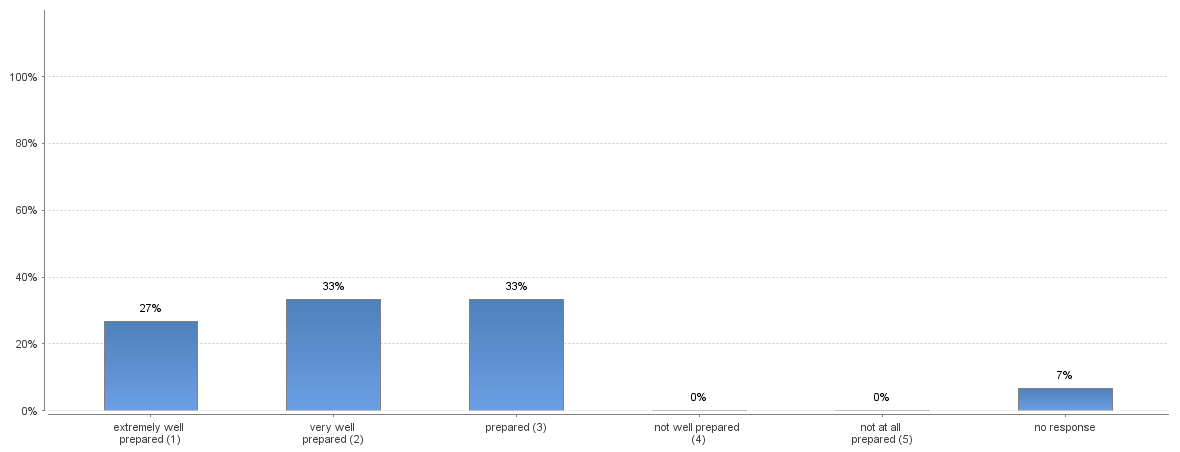 100%
80%
60%
40%
20%
0%
27%
33%
33%
0%
0%
7%
extremely well
prepared (1)
very well
prepared (2)
prepared (3)
not well prepared
(4)
not at all
prepared (5)
no response